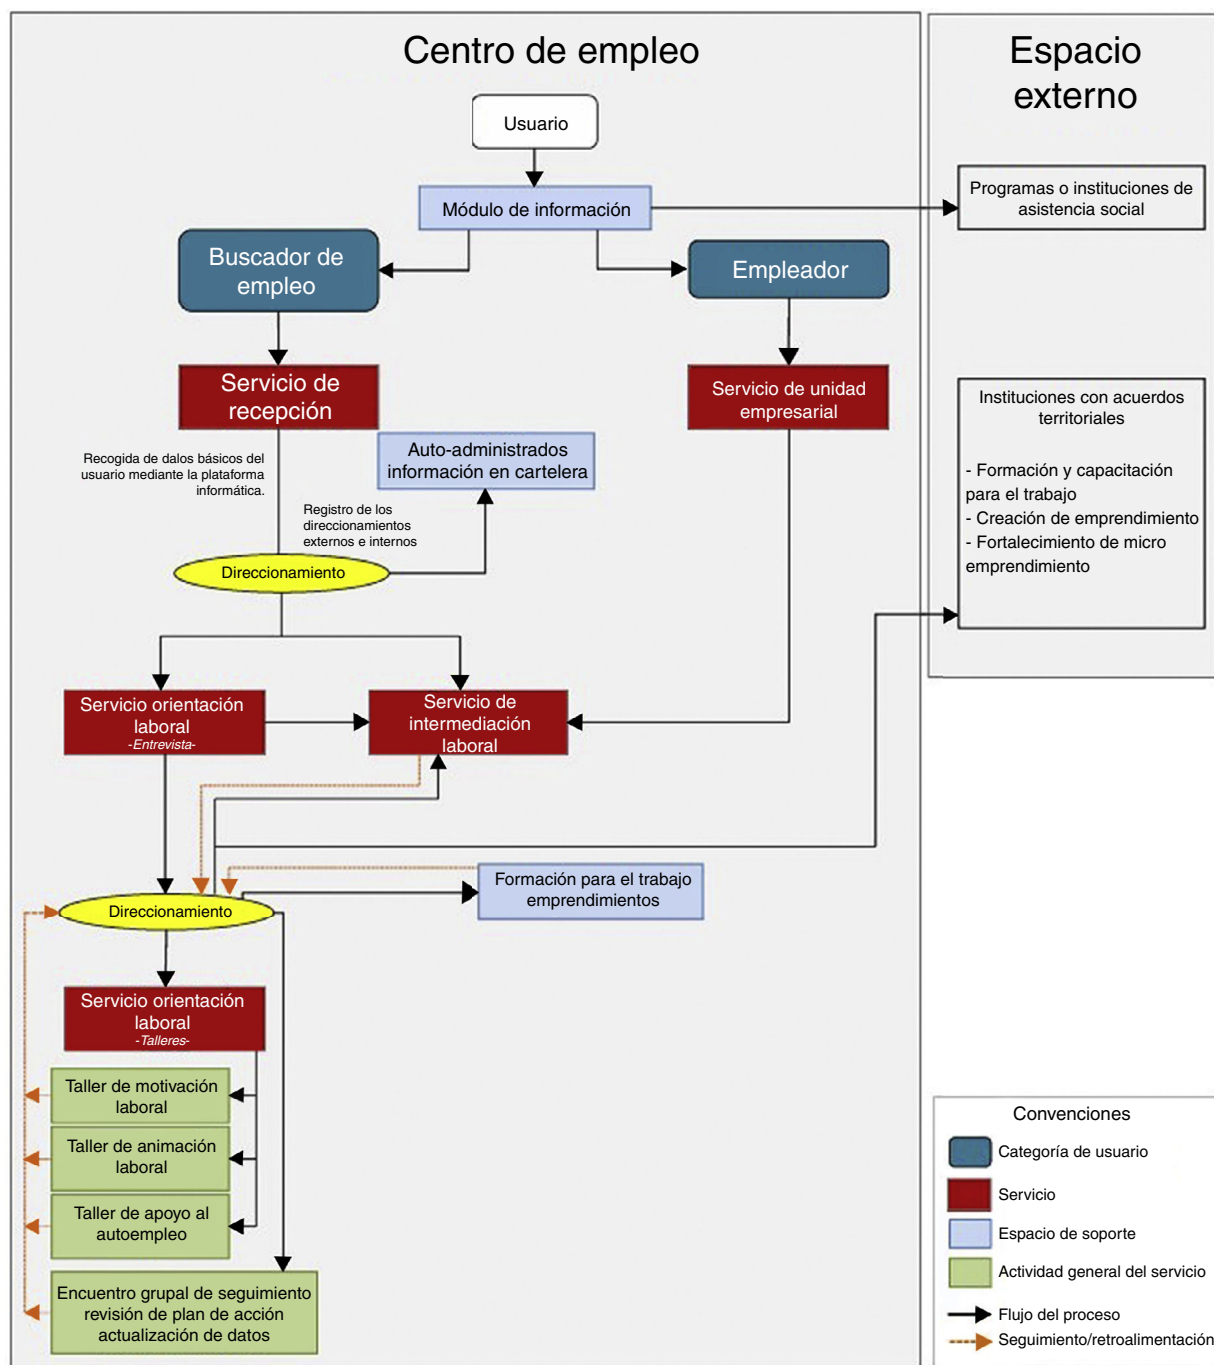 Centro de empleo
Espacio
externo
Usuario
Módulo de información
Programas o instituciones de
asistencia social
Buscador de
empleo
Empleador
Servicio de
recepción
Servicio de unidad
empresarial
Instituciones con acuerdos
territoriales
- Formación y capacitación
para el trabajo
- Creación de emprendimiento
- Fortalecimiento de micro
emprendimiento
Recogida de dalos básicos del
usuario mediante la plataforma
informática.
Auto-administrados
información en cartelera
Registro de los
direccionamientos
externos e internos
Direccionamiento
Servicio orientación
laboral
-Entrevista-
Servicio de
intermediación
laboral
Formación para el trabajo
emprendimientos
Direccionamiento
Servicio orientación
laboral
-Talleres-
Taller de motivación
laboral
Taller de animación
laboral
Taller de apoyo al
autoempleo
Encuentro grupal de seguimiento
revisión de plan de acción
actualización de datos
Convenciones
Categoría de usuario
Servicio
Espacio de soporte
Actividad general del servicio
Flujo del proceso
Seguimiento/retroalimentación